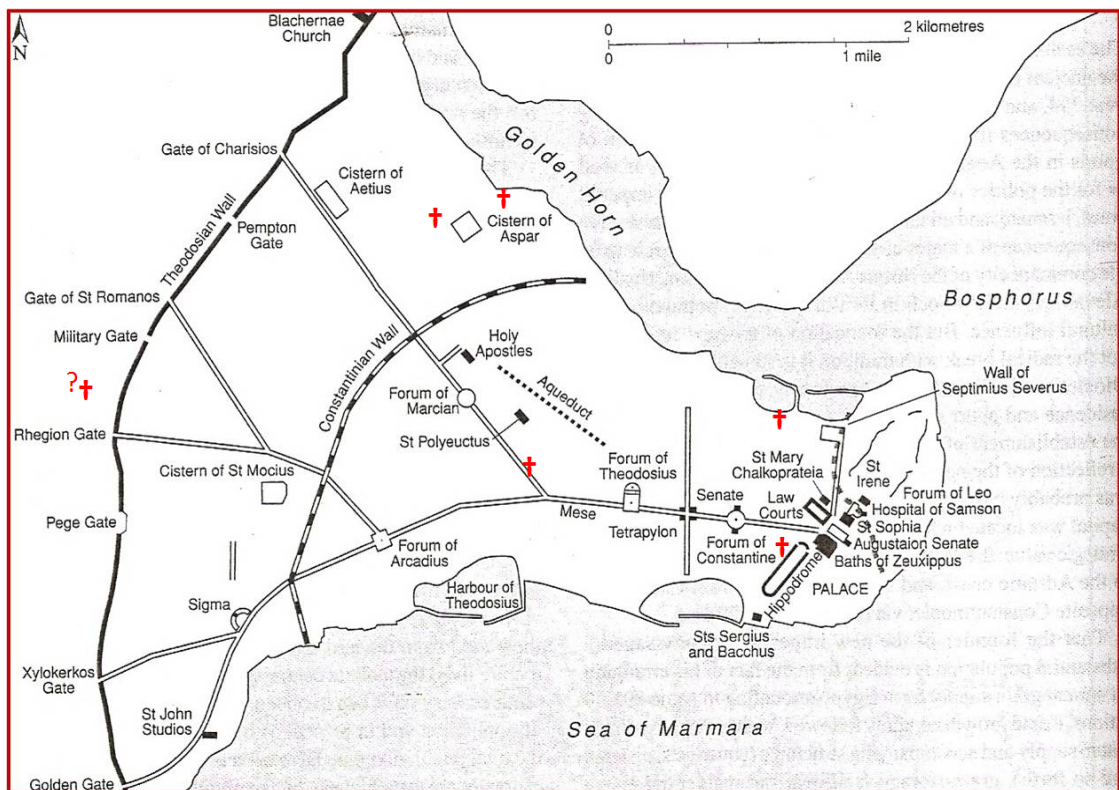 Blachernae
Church
N
0
2 kilometres
0
1 mile
Golden Horn
Gate of Charisios
Cistern of
Aetius
Cistern
of Aspar
Theodosian Wall
Pempton
Gate
Gate of St Romanos
Military Gate
Bosphorus
?
Rhegion Gate
Constantinian Wall
Holy
Apostles
Aqueduct
Forum of
Marcian
St Polyeuctus
Wall of
Septimius Severus
Cistern of St Mocius
Forum of
Theodosius
St Mary
Chalkoprateia
St
Irene
Pege Gate
Mese
Tetrapylon
Senate
Law
Courts
Forum of Leo
Hospital of Samson
St Sophia
Augustaion Senate
Baths of Zeuxippus
Forum of
Constantine
Forum of
Arcadius
Hippodrome
PALACE
Harbour of
Theodosius
Sigma
Sts Sergius
and Bacchus
Xylokerkos
Gate
St John
Studios
Sea of Marmara
Golden Gate